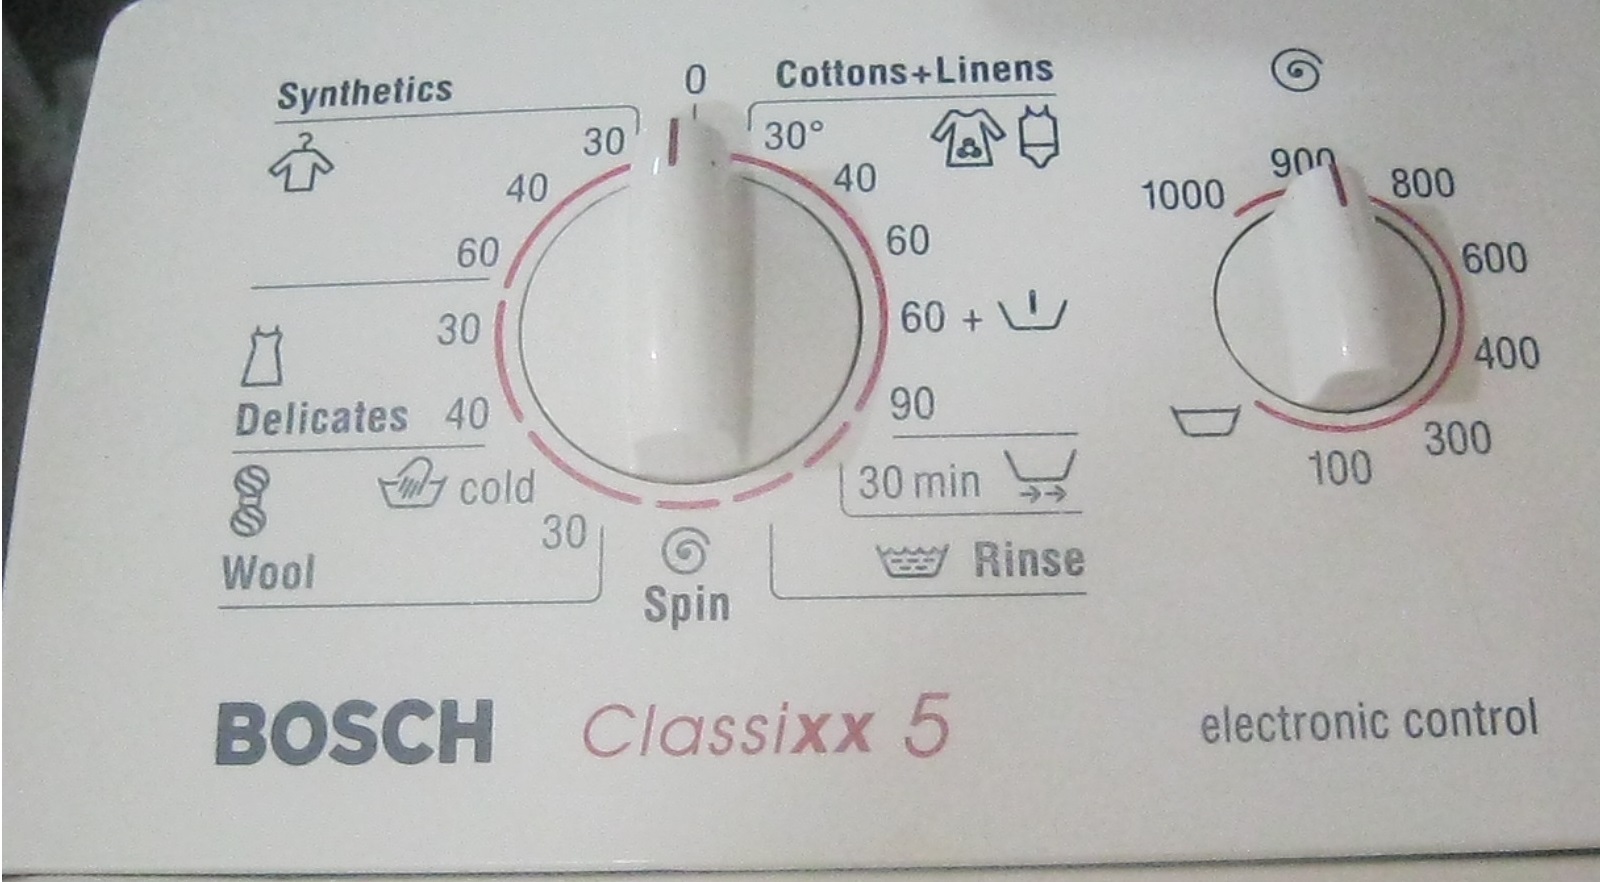 Synthetics
0
Cottons+Linens
30
30°
40
40
60
60
30
60 +
Delicates
40
90
cold
30 min
30
Wool
Spin
Rinse
900
1000
800
600
400
300
100
BOSCH
Classixx 5
electronic control